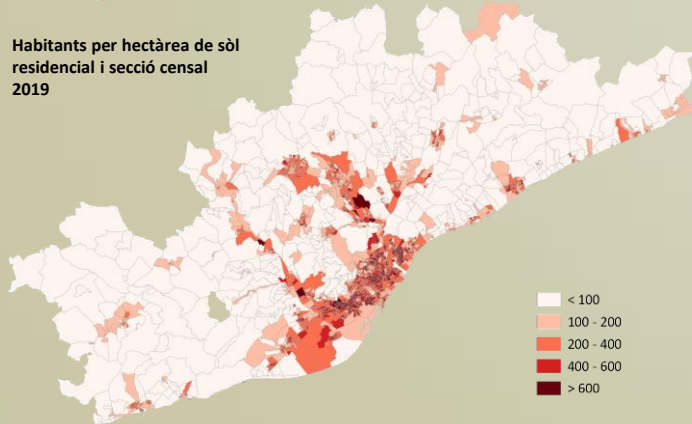 Habitants per hectàrea de sòl
residencial i secció censal
2019
< 100
100 - 200
200 - 400
400 - 600
> 600